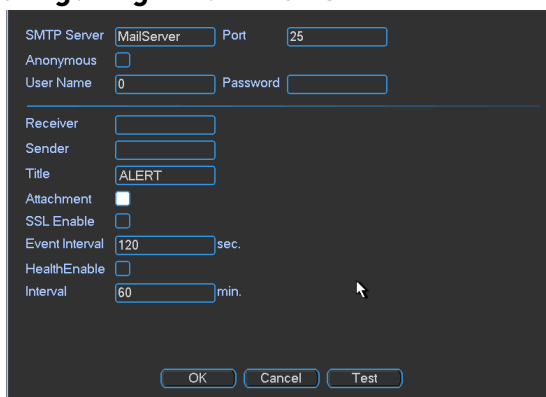 SMTP Server MailServer Port 25
Anonymous
User Name 0 Password
Receiver
Sender
Title ALERT
Attachment
SSL Enable
Event Interval 120 sec.
HealthEnable
Interval 60 min.
OK Cancel Test